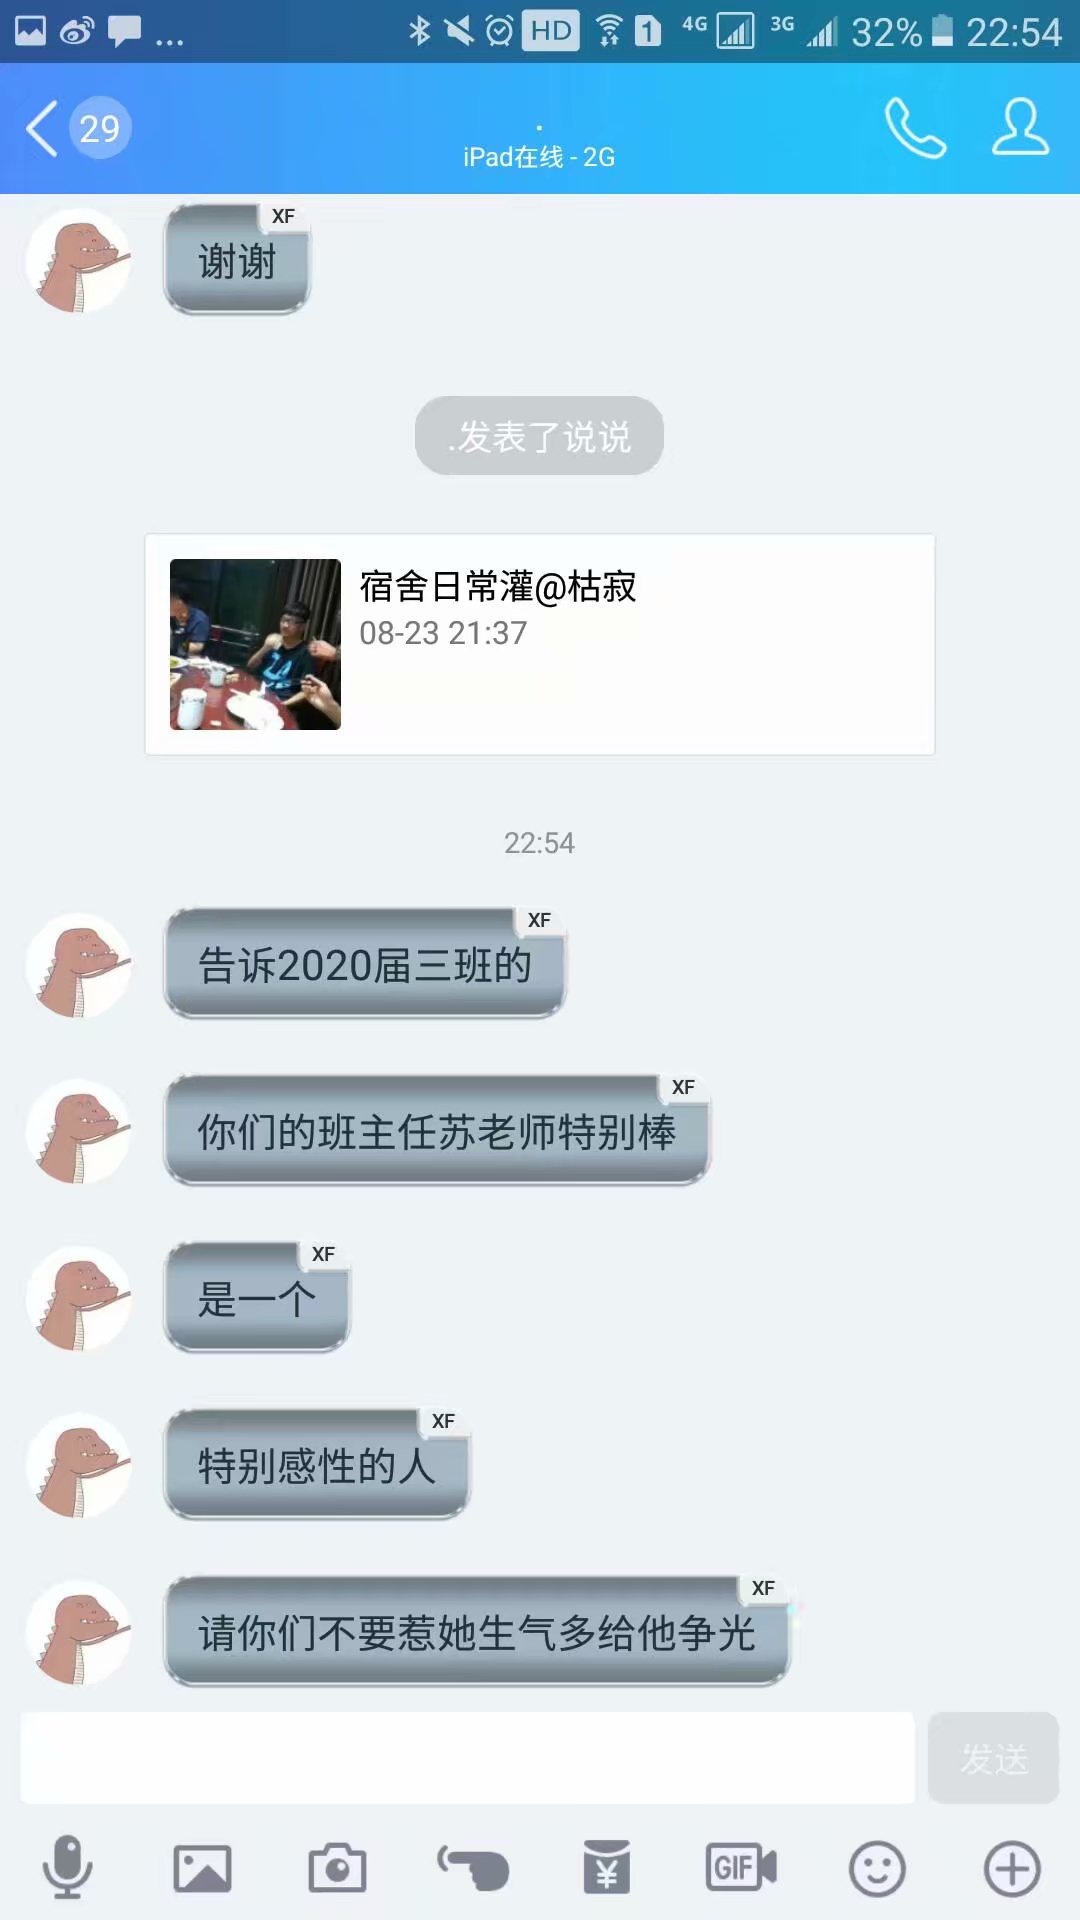 HD
1
4G
3G
32%
22:54
29
.
iPad在线 - 2G
XF
谢谢
.发表了说说
宿舍日常灌@枯寂
08-23 21:37
22:54
XF
告诉2020届三班的
XF
你们的班主任苏老师特别棒
XF
是一个
XF
特别感性的人
XF
请你们不要惹她生气多给他争光
发送
GIF